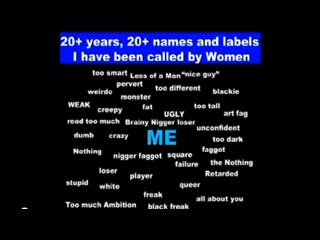 20+ years, 20+ names and labels
I have been called by Women
too smart Less of a Man "nice guy"
pervert too different
weirdo blackie
monster
WEAK fat too tall
creepy UGLY art fag
read too much Brainy Nigger loser unconfident
dumb crazy ME too dark
Nothing faggot
nigger faggot square the Nothing
failure
loser player Retarded
stupid white queer
freak all about you
Too much Ambition black freak